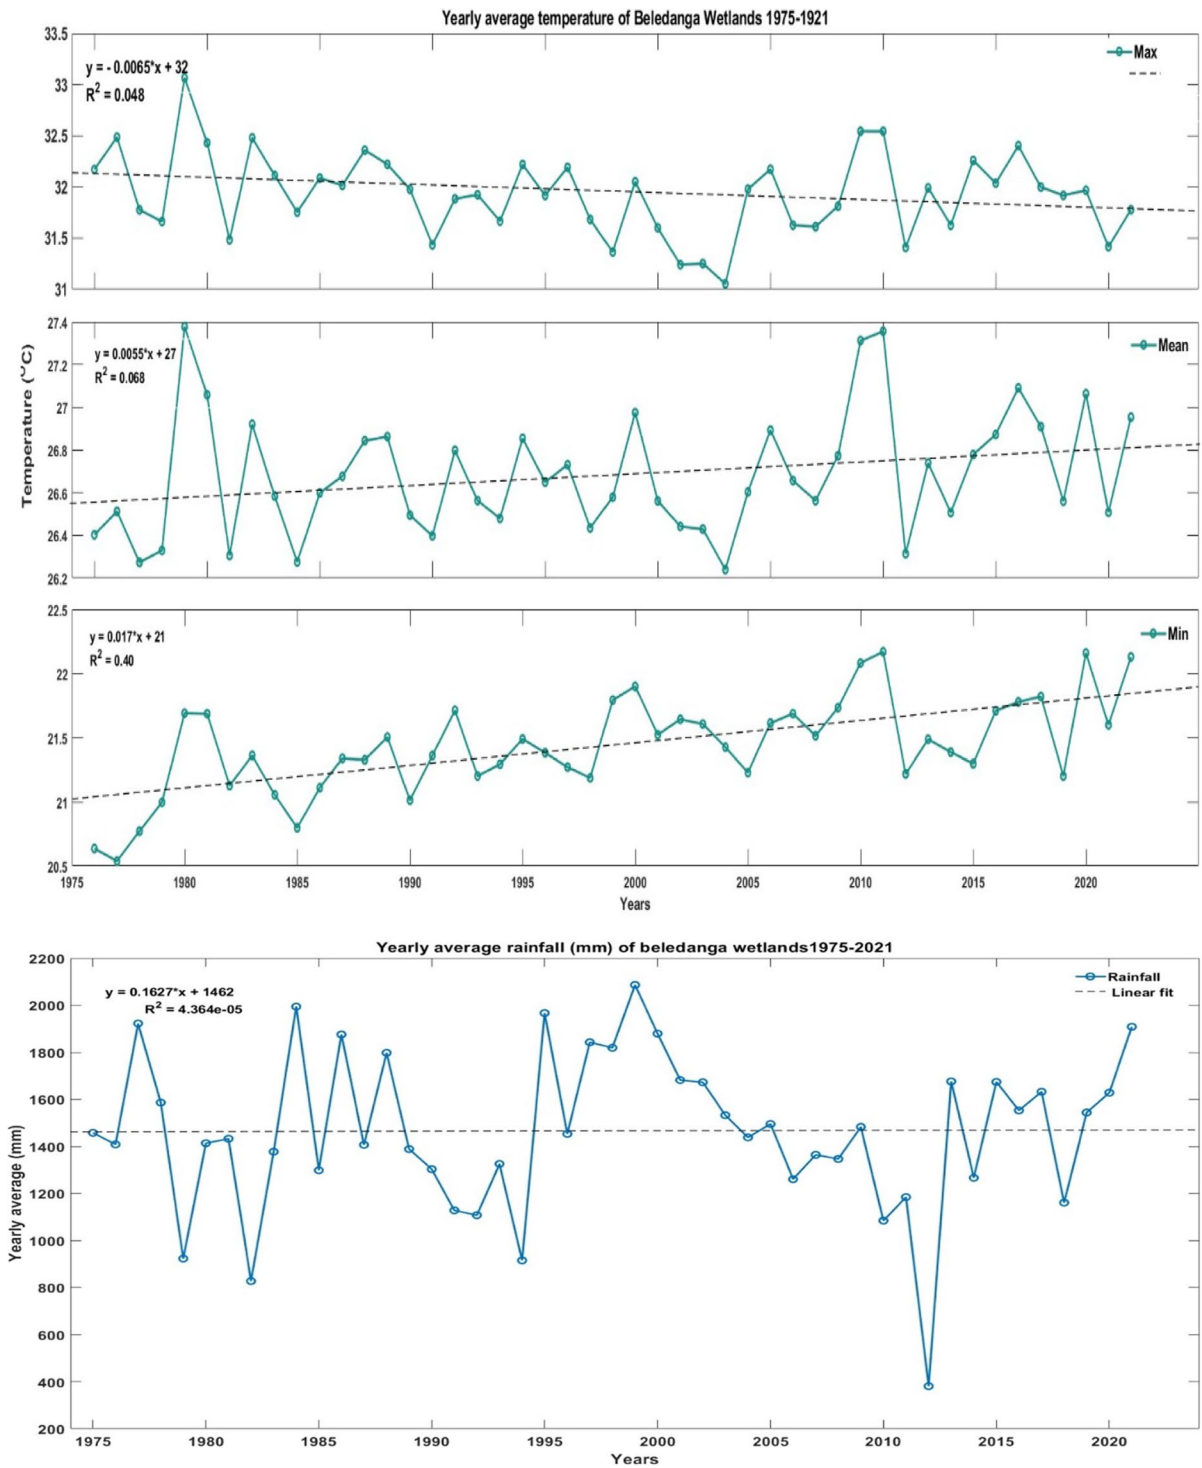 Yearly average temperature of Beledanga Wetlands 1975-1921
33.5
33
32.5
32
31.5
31
y = - 0.0065*x + 32
R2 = 0.048
Max
Temperature (°C)
27.4
27.2
27
26.8
26.6
26.4
26.2
y = 0.0055*x + 27
R2 = 0.068
Mean
22.5
22
21.5
21
20.5
y = 0.017*x + 21
R2 = 0.40
Min
1975 1980 1985 1990 1995 2000 2005 2010 2015 2020
Years
Yearly average rainfall (mm) of beledanga wetlands1975-2021
Yearly average (mm)
2200
2000
1800
1600
1400
1200
1000
800
600
400
200
y = 0.1627*x + 1462
R2 = 4.364e-05
Rainfall
Linear fit
1975 1980 1985 1990 1995 2000 2005 2010 2015 2020
Years